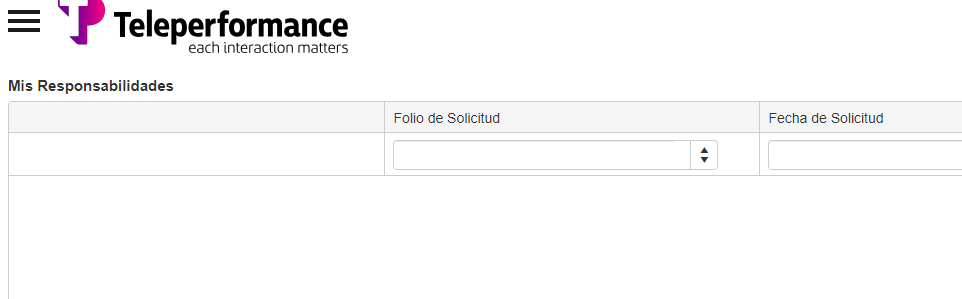 Teleperformance
each interaction matters
Mis Responsabilidades
Folio de Solicitud
Fecha de Solicitud